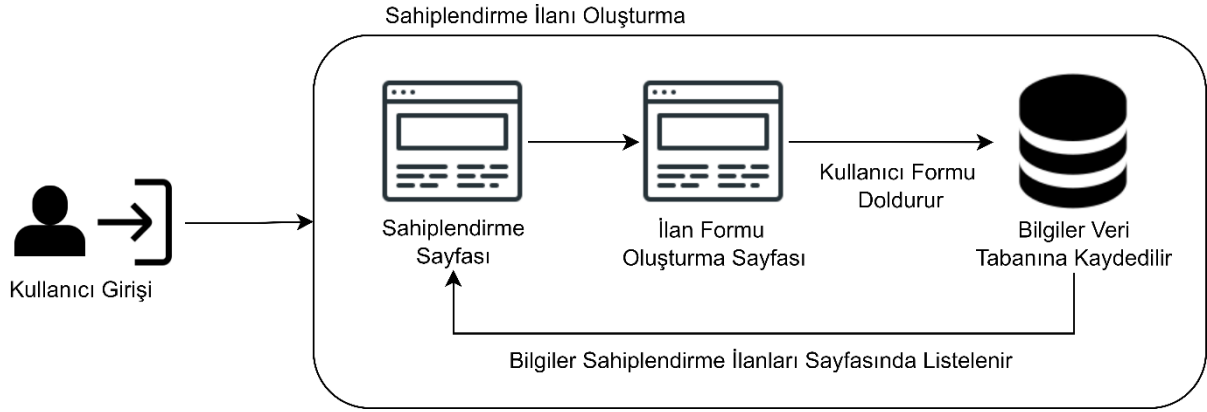 Sahiplendirme İlanı Oluşturma
Kullanıcı Girişi
Sahiplendirme
Sayfası
İlan Formu
Oluşturma Sayfası
Kullanıcı Formu
Doldurur
Bilgiler Veri
Tabanına Kaydedilir
Bilgiler Sahiplendirme İlanları Sayfasında Listelenir